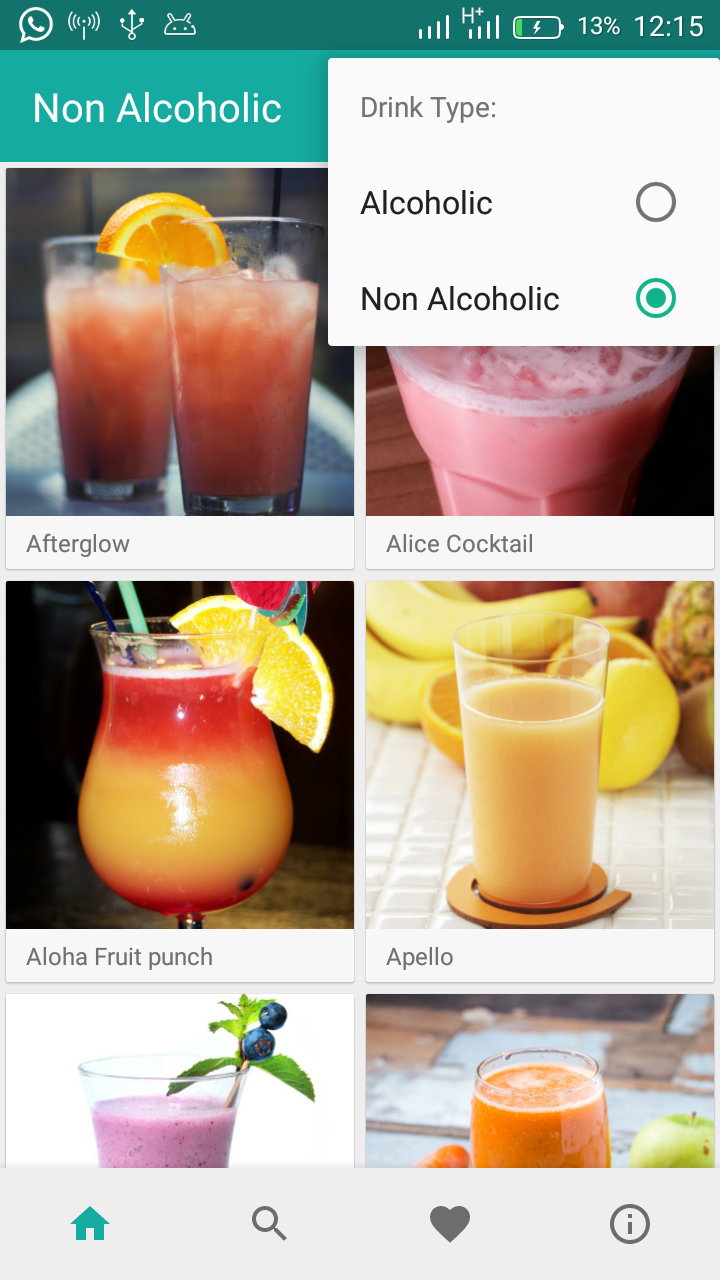 H+
13%
12:15
Non Alcoholic
Drink Type:
Alcoholic
Non Alcoholic
Afterglow
Alice Cocktail
Aloha Fruit punch
Apello